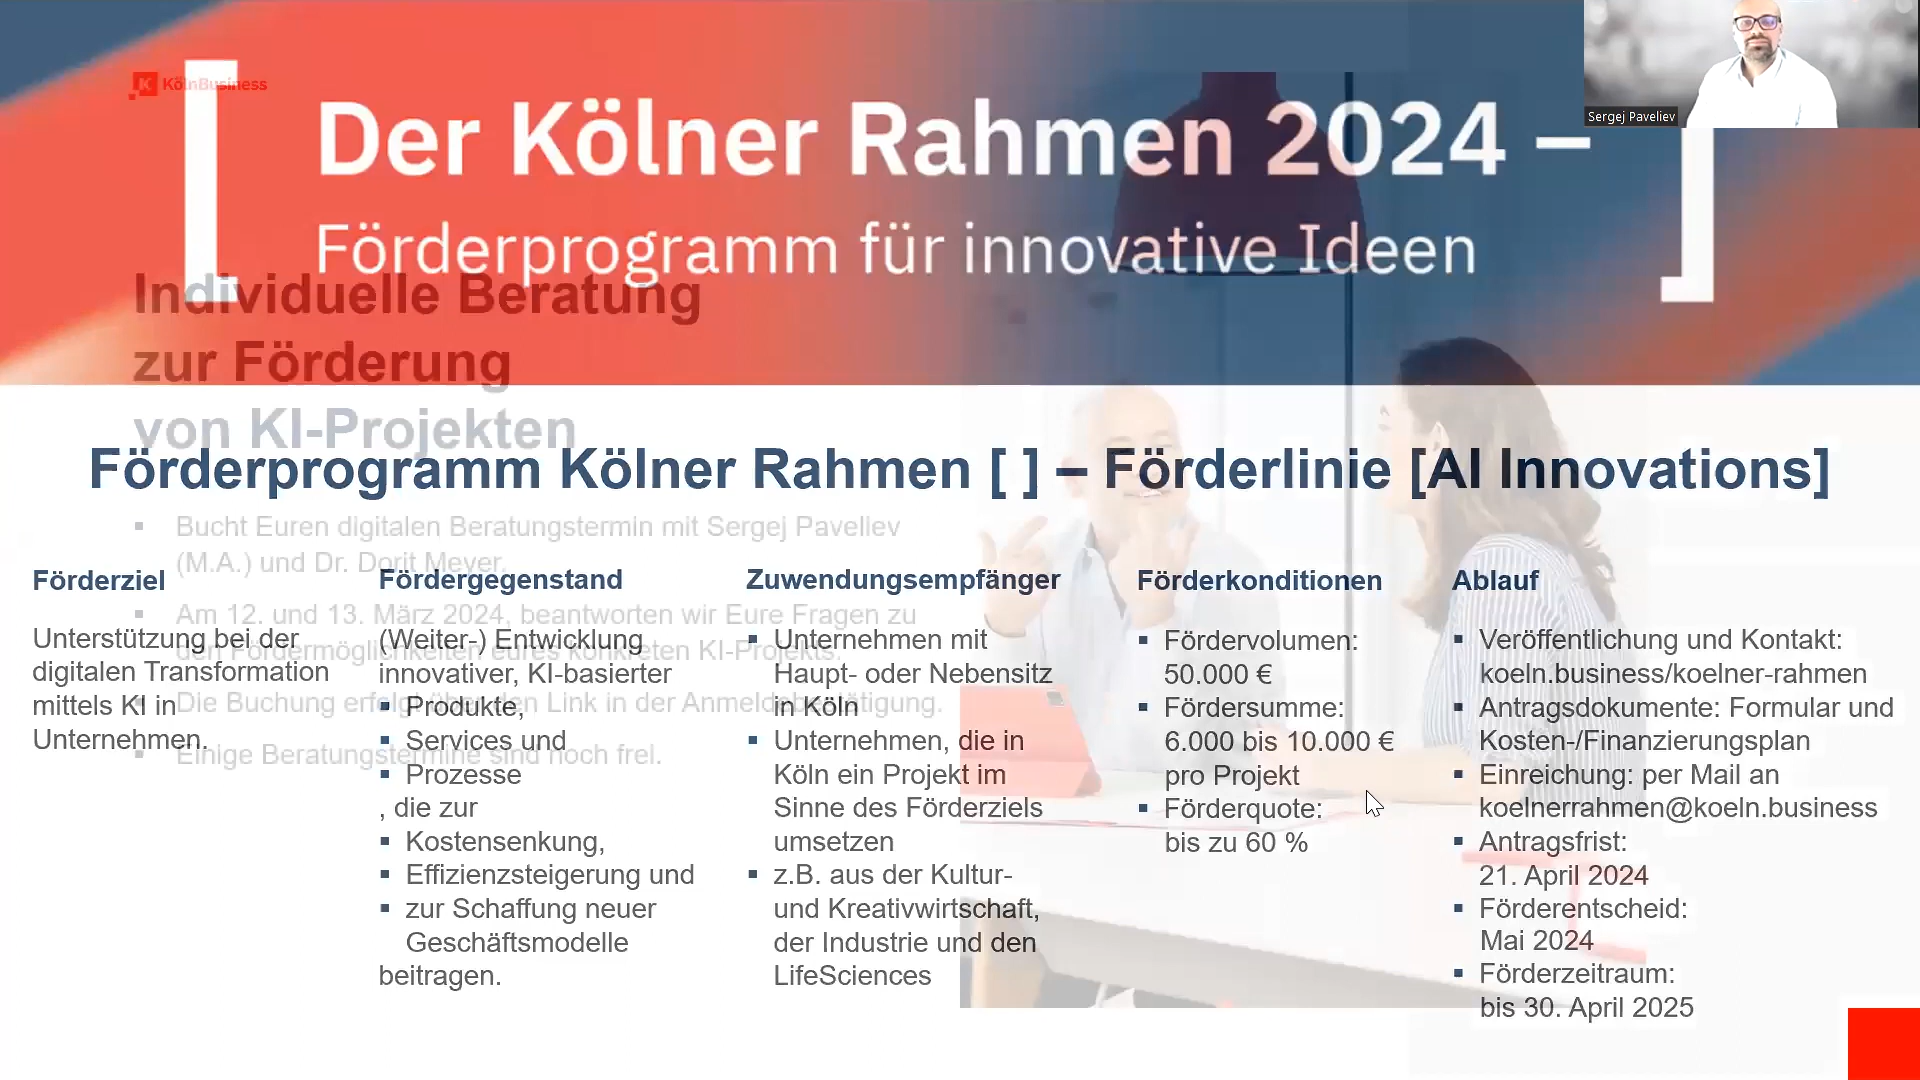 KölnBusiness
Sergej Paveliev
Der Kölner Rahmen 2024 –
Förderprogramm für innovative Ideen
Individuelle Beratung
zur Förderung
von KI-Projekten
Förderprogramm Kölner Rahmen [ ] – Förderlinie [AI Innovations]
Bucht Euren digitalen Beratungstermin mit Sergej Paveliev
(M.A.) und Dr. Dorit Meyer.
Am 12. und 13. März 2024, beantworten wir Eure Fragen zu
den Fördermöglichkeiten eures konkreten KI-Projekts.
Die Buchung erfolgt über den Link in der Anmeldebestätigung.
Einige Beratungstermine sind noch frei.
Förderziel
Unterstützung bei der
digitalen Transformation
mittels KI in
Unternehmen.
Fördergegenstand
(Weiter-) Entwicklung
innovativer, KI-basierter
▪ Produkte,
▪ Services und
▪ Prozesse
, die zur
▪ Kostensenkung,
▪ Effizienzsteigerung und
▪ zur Schaffung neuer
Geschäftsmodelle
beitragen.
Zuwendungsempfänger
▪ Unternehmen mit
Haupt- oder Nebensitz
in Köln
▪ Unternehmen, die in
Köln ein Projekt im
Sinne des Förderziels
umsetzen
▪ z.B. aus der Kultur-
und Kreativwirtschaft,
der Industrie und den
LifeSciences
Förderkonditionen
▪ Fördervolumen:
50.000 €
▪ Fördersumme:
6.000 bis 10.000 €
pro Projekt
▪ Förderquote:
bis zu 60 %
Ablauf
▪ Veröffentlichung und Kontakt:
koeln.business/koelner-rahmen
▪ Antragsdokumente: Formular und
Kosten-/Finanzierungsplan
▪ Einreichung: per Mail an
koelnerrahmen@koeln.business
▪ Antragsfrist:
21. April 2024
▪ Förderentscheid:
Mai 2024
▪ Förderzeitraum:
bis 30. April 2025